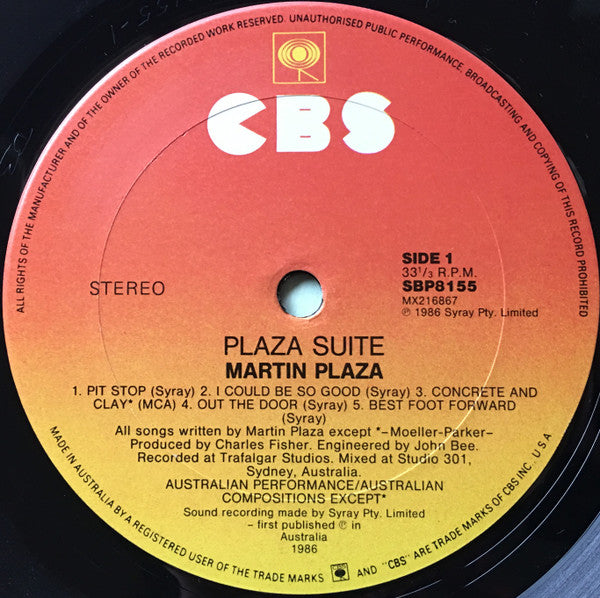 ALL RIGHTS OF THE MANUFACTURER AND OF THE OWNER OF THE RECORDED WORK RESERVED. UNAUTHORISED PUBLIC PERFORMANCE, BROADCASTING AND COPYING OF THIS RECORD PROHIBITED
CBS
STEREO
SIDE 1
33 1/3 R.P.M.
SBP8155
MX216867
℗ 1986 Syray Pty. Limited
PLAZA SUITE
MARTIN PLAZA
1. PIT STOP (Syray) 2. I COULD BE SO GOOD (Syray) 3. CONCRETE AND
CLAY* (MCA) 4. OUT THE DOOR (Syray) 5. BEST FOOT FORWARD
(Syray)
All songs written by Martin Plaza except *–Moeller-Parker–
Produced by Charles Fisher. Engineered by John Bee.
Recorded at Trafalgar Studios. Mixed at Studio 301,
Sydney, Australia.
AUSTRALIAN PERFORMANCE/AUSTRALIAN
COMPOSITIONS EXCEPT*
Sound recording made by Syray Pty. Limited
– first published ℗ in
Australia
1986
MADE IN AUSTRALIA BY A REGISTERED USER OF THE TRADE MARKS AND "CBS" ARE TRADE MARKS OF CBS INC., U.S.A